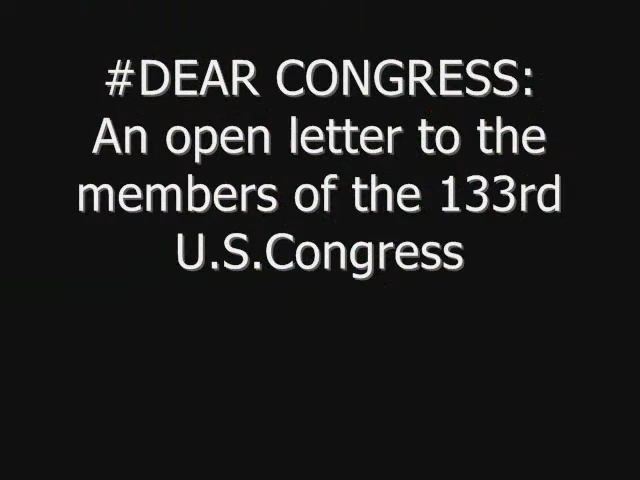 #DEAR CONGRESS:
An open letter to the
members of the 133rd
U.S.Congress